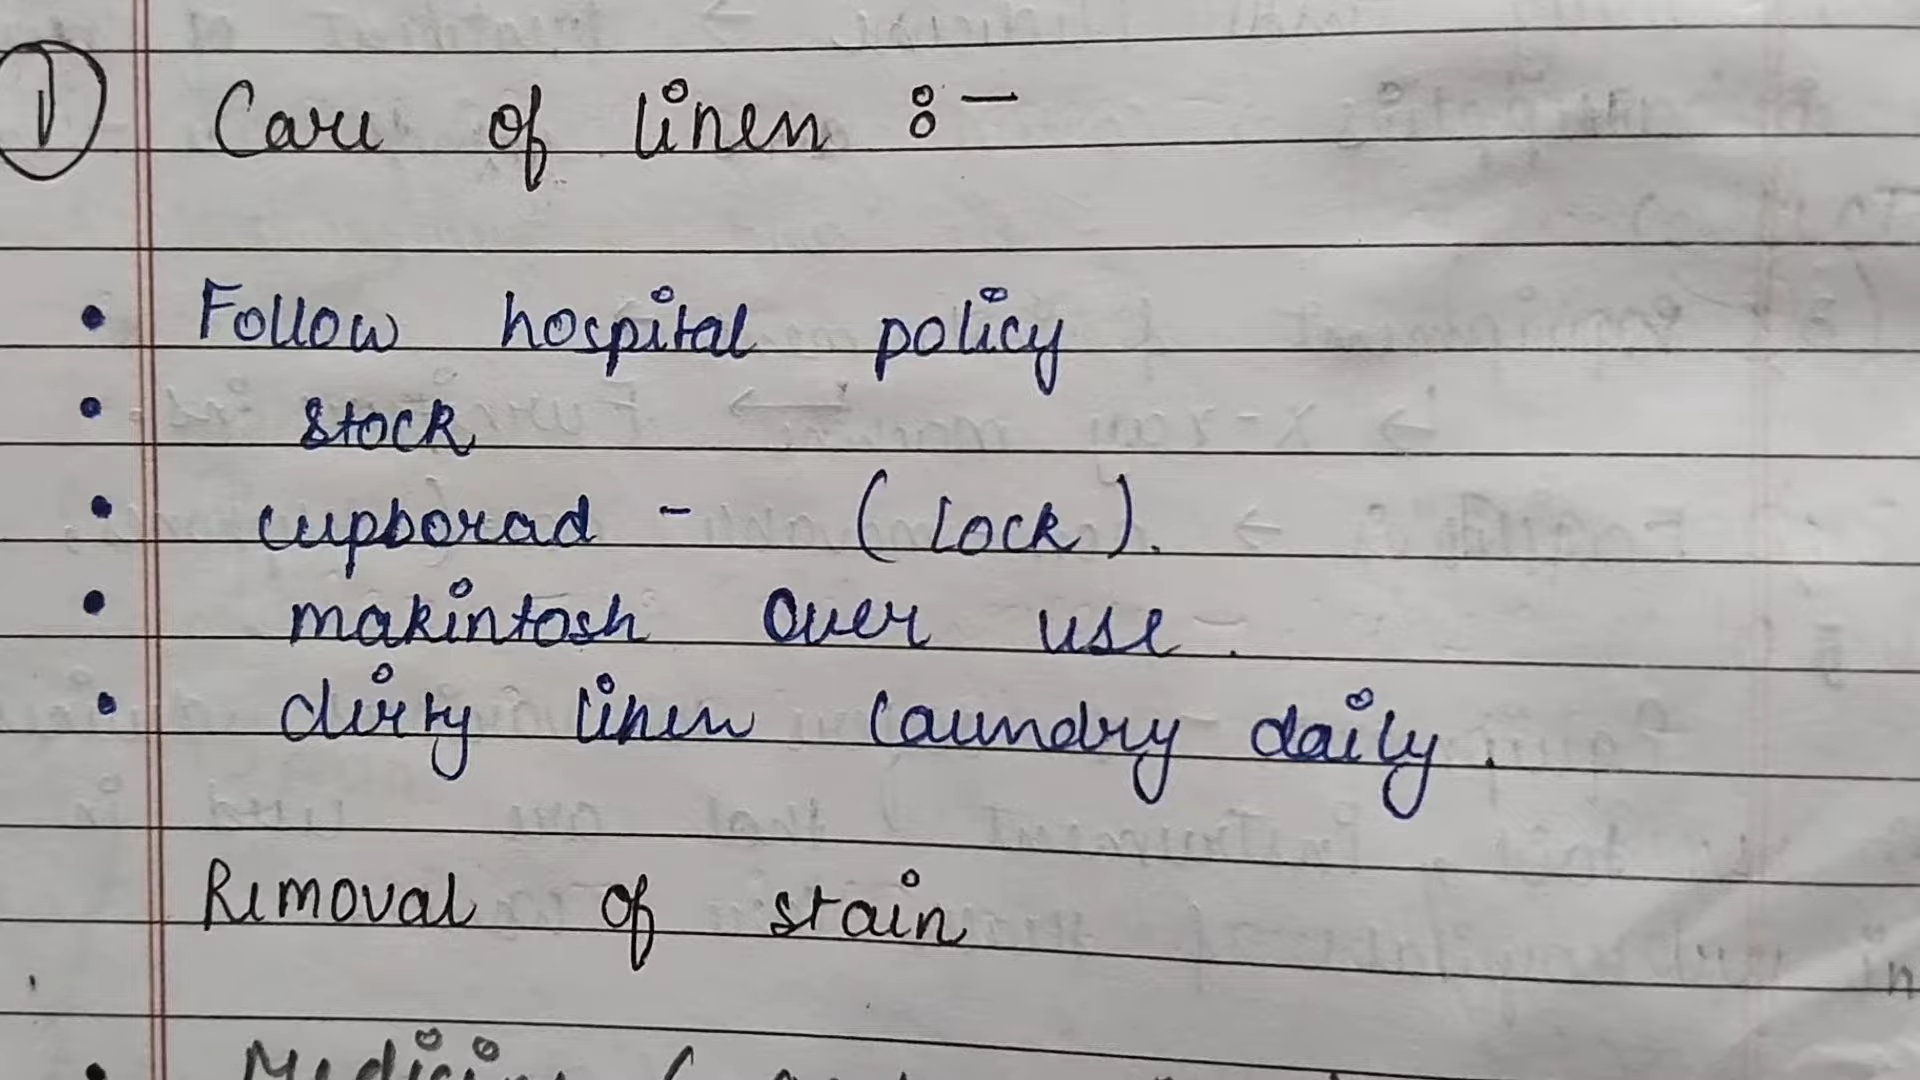 ① Care of linen :-
• Follow hospital policy
• stock
• cupborad - (Lock).
• makintosh over use.
• dirty linen laundry daily.
Removal of stain